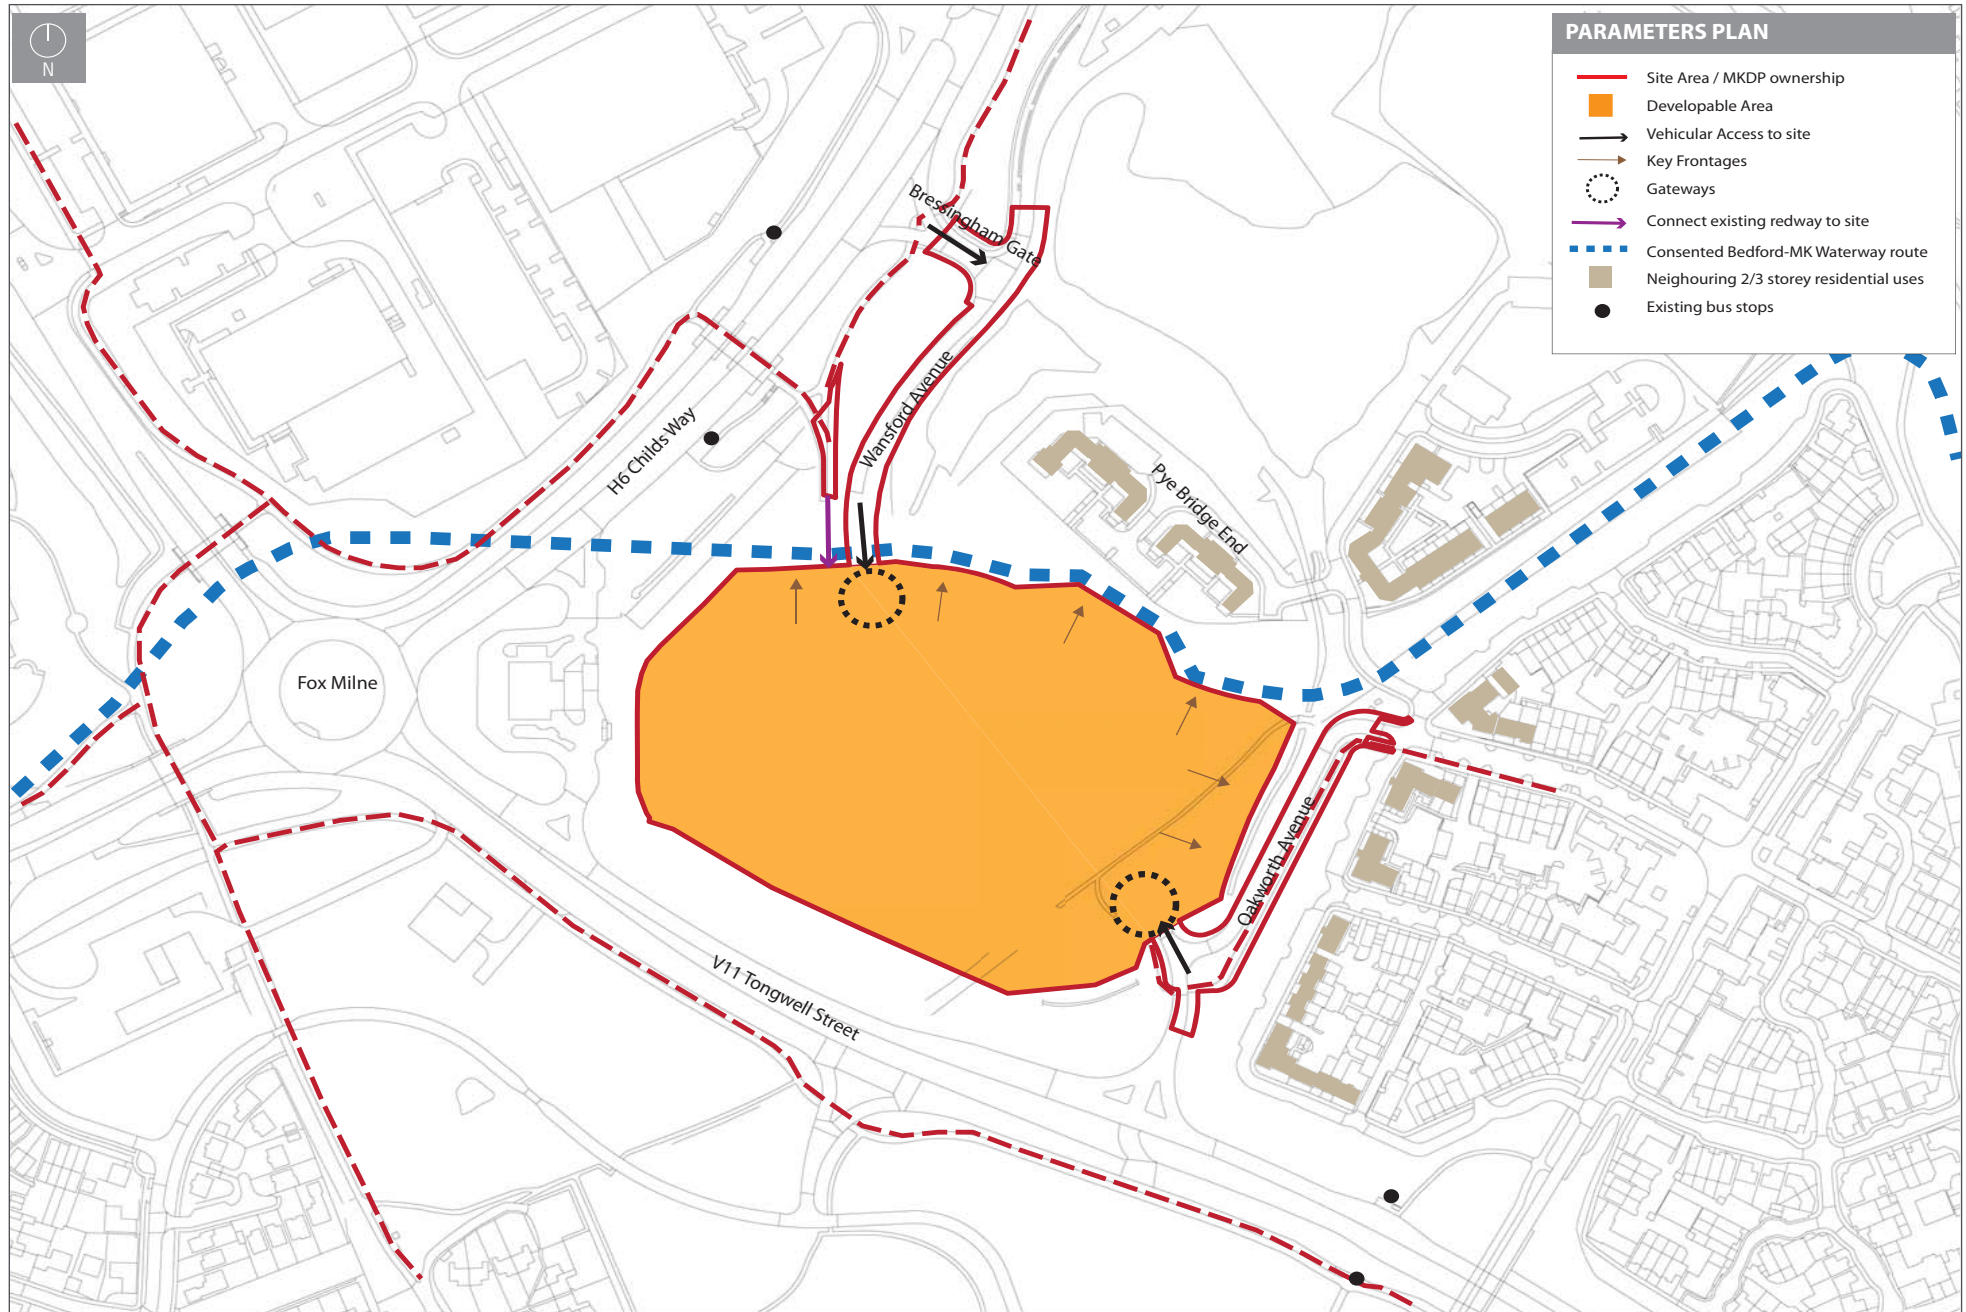 N
PARAMETERS PLAN
Site Area / MKDP ownership
Developable Area
Vehicular Access to site
Key Frontages
Gateways
Connect existing redway to site
Consented Bedford-MK Waterway route
Neighouring 2/3 storey residential uses
Existing bus stops
Bressingham Gate
Wansford Avenue
H6 Childs Way
Pye Bridge End
Fox Milne
Oakworth Avenue
V11 Tongwell Street